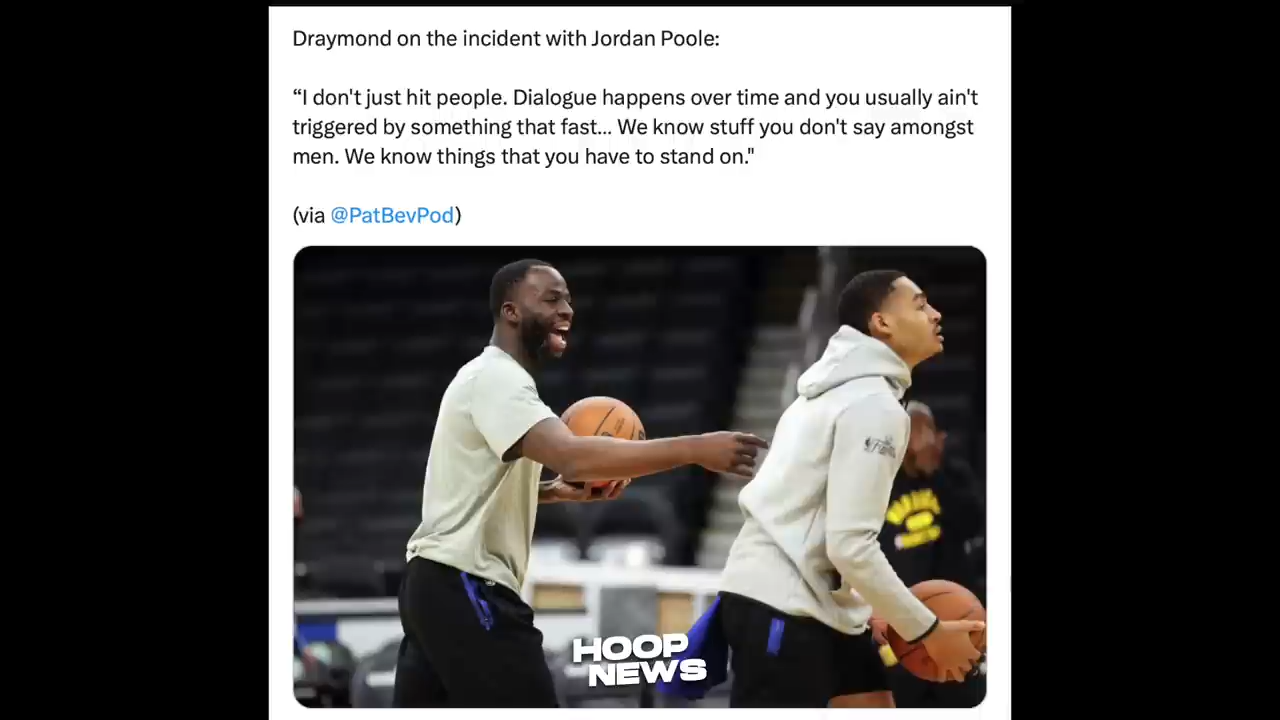 Draymond on the incident with Jordan Poole:
“I don't just hit people. Dialogue happens over time and you usually ain't
triggered by something that fast... We know stuff you don't say amongst
men. We know things that you have to stand on."
(via @PatBevPod)
HOOP
NEWS